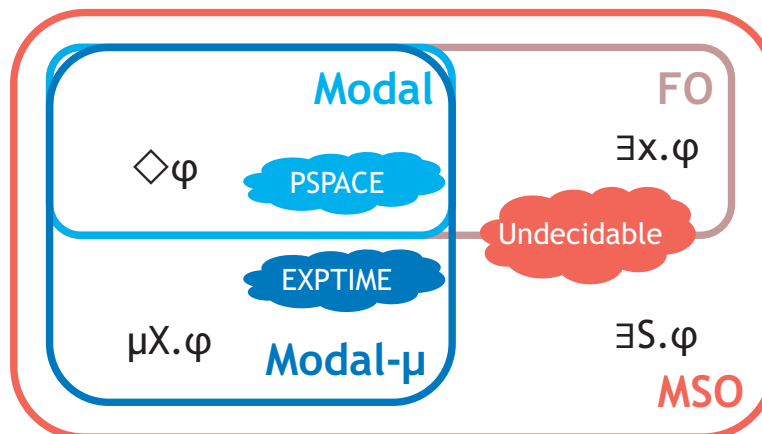 Modal
FO
◇φ
∃x.φ
PSPACE
Undecidable
EXPTIME
μX.φ
∃S.φ
Modal-μ
MSO